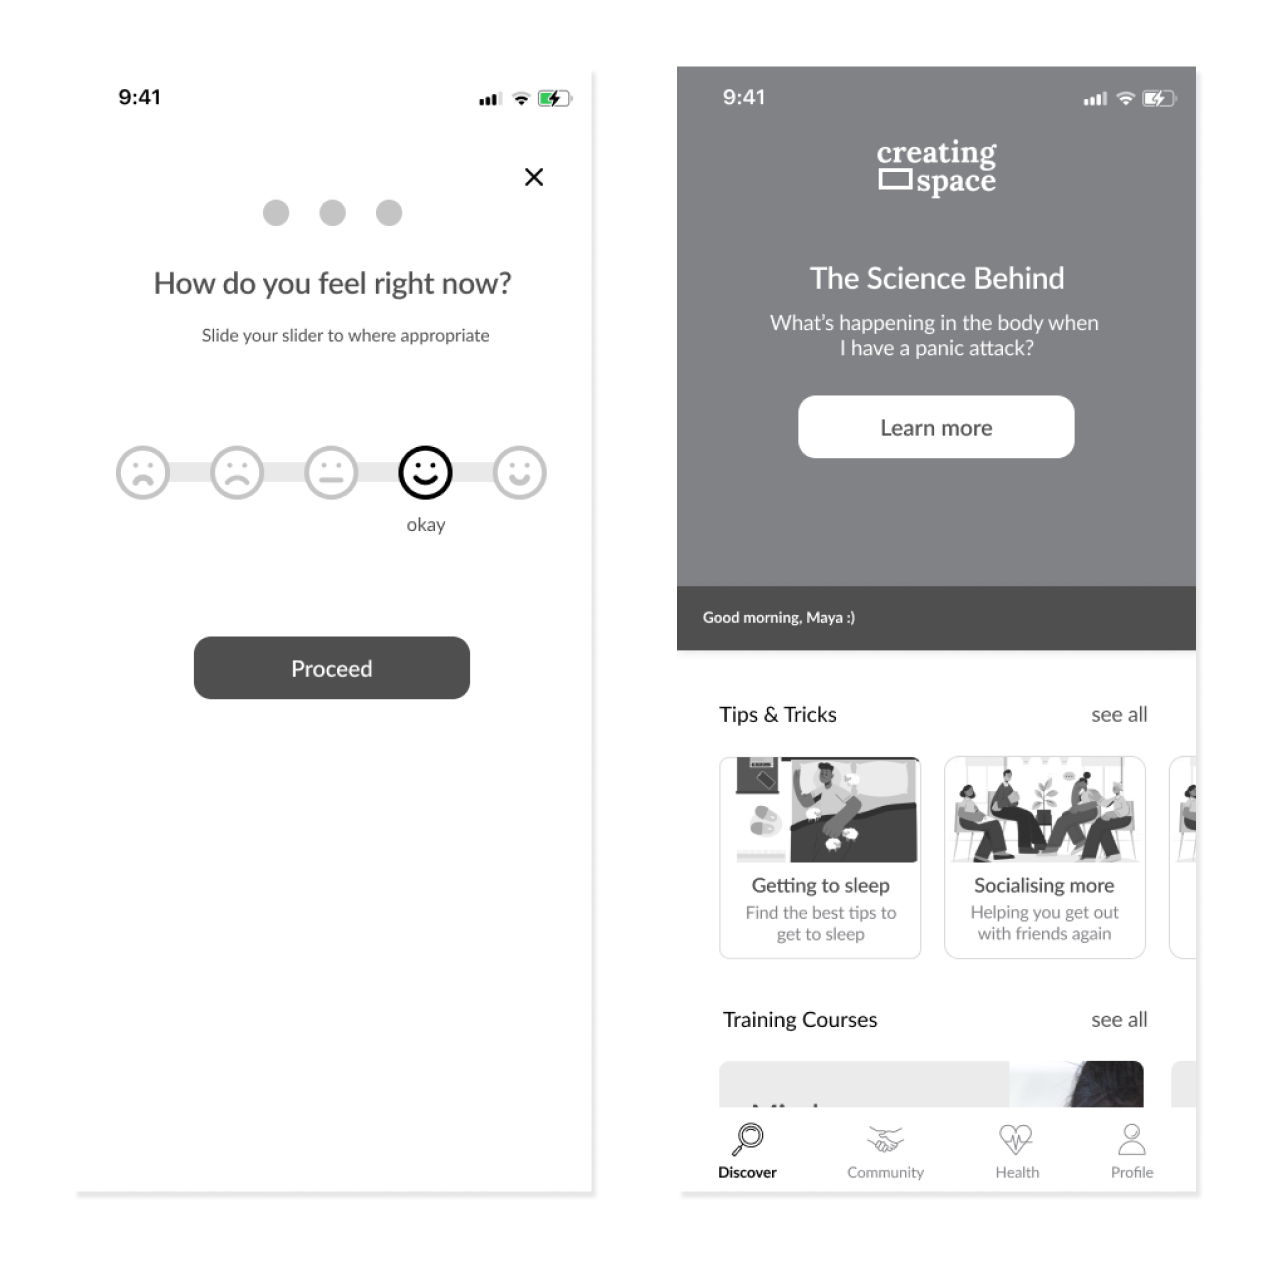 9:41
How do you feel right now?
Slide your slider to where appropriate
okay
Proceed
9:41
creating
space
The Science Behind
What's happening in the body when
I have a panic attack?
Learn more
Good morning, Maya :)
Tips & Tricks
see all
Getting to sleep
Find the best tips to
get to sleep
Socialising more
Helping you get out
with friends again
Training Courses
see all
Discover
Community
Health
Profile